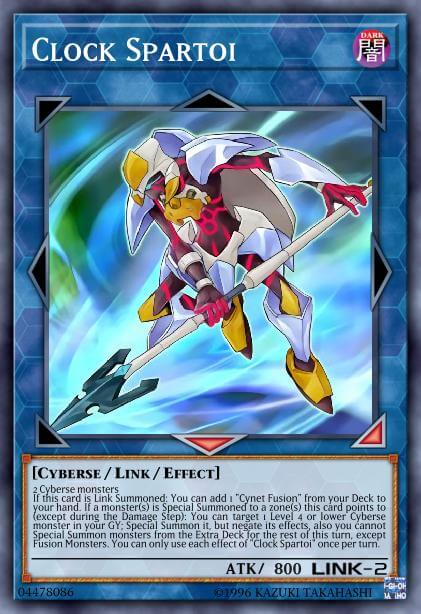 Clock Spartoi
DARK
闇
[Cyberse / Link / Effect]
2 Cyberse monsters
If this card is Link Summoned: You can add 1 "Cynet Fusion" from your Deck to
your hand. If a monster(s) is Special Summoned to a zone(s) this card points to
(except during the Damage Step): You can target 1 Level 4 or lower Cyberse
monster in your GY; Special Summon it, but negate its effects, also you cannot
Special Summon monsters from the Extra Deck for the rest of this turn, except
Fusion Monsters. You can only use each effect of "Clock Spartoi" once per turn.
ATK/ 800 LINK-2
04478086 ©1996 KAZUKI TAKAHASHI